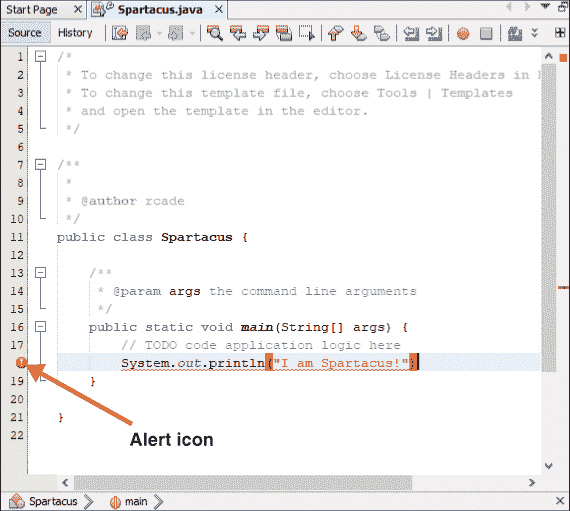 Start Page
Spartacus.java
Source History
1 /*
2 * To change this license header, choose License Headers in
3 * To change this template file, choose Tools | Templates
4 * and open the template in the editor.
5 */
6
7 /**
8 *
9 * @author rcade
10 */
11 public class Spartacus {
12
13 /**
14 * @param args the command line arguments
15 */
16 public static void main(String[] args) {
17 // TODO code application logic here
System.out.println("I am Spartacus!")
19 }
20
21 }
22
Alert icon
Spartacus main